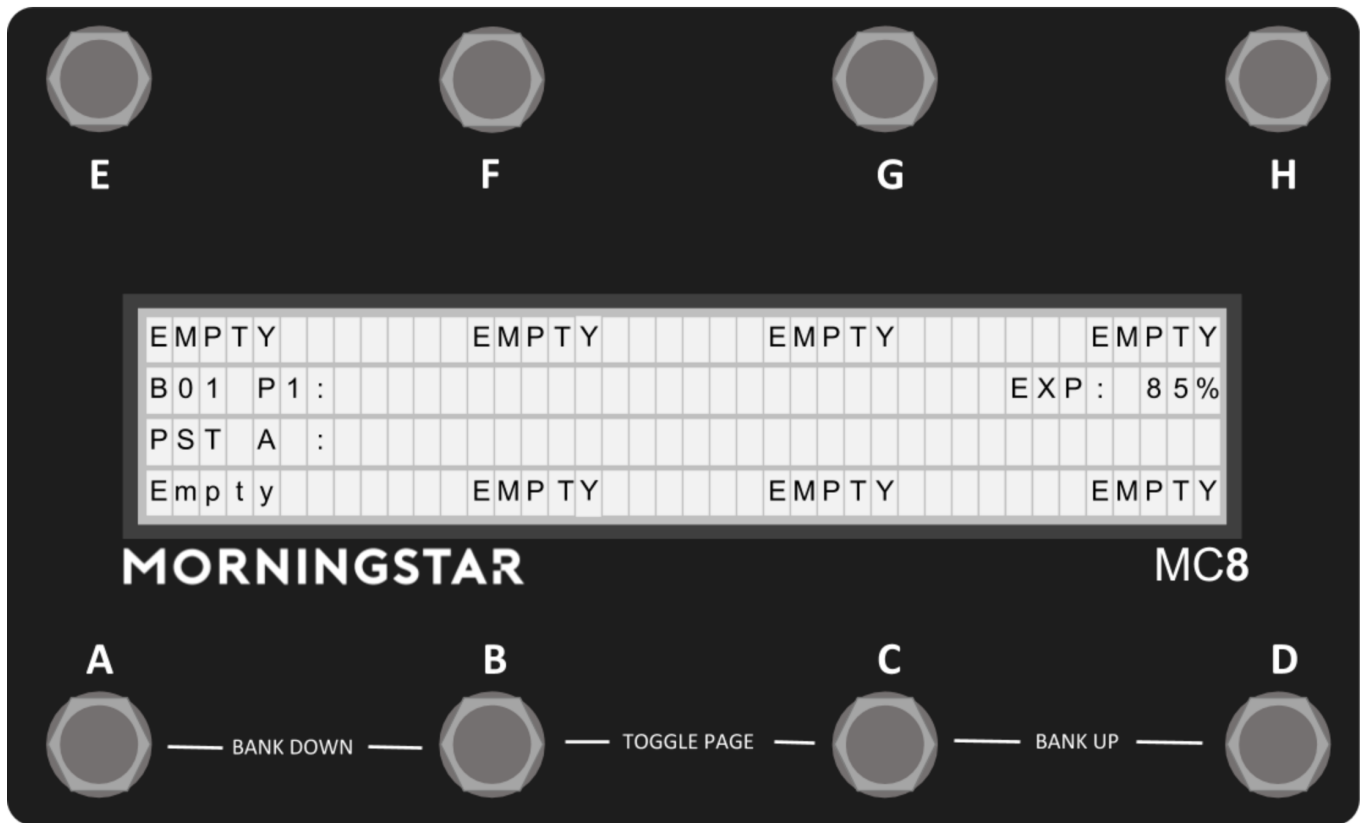 E F G H
EMPTY EMPTY EMPTY EMPTY
B01 P1: EXP: 85%
PST A :
Empty EMPTY EMPTY EMPTY
MORNINGSTAR MC8
A B C D
BANK DOWN TOGGLE PAGE BANK UP